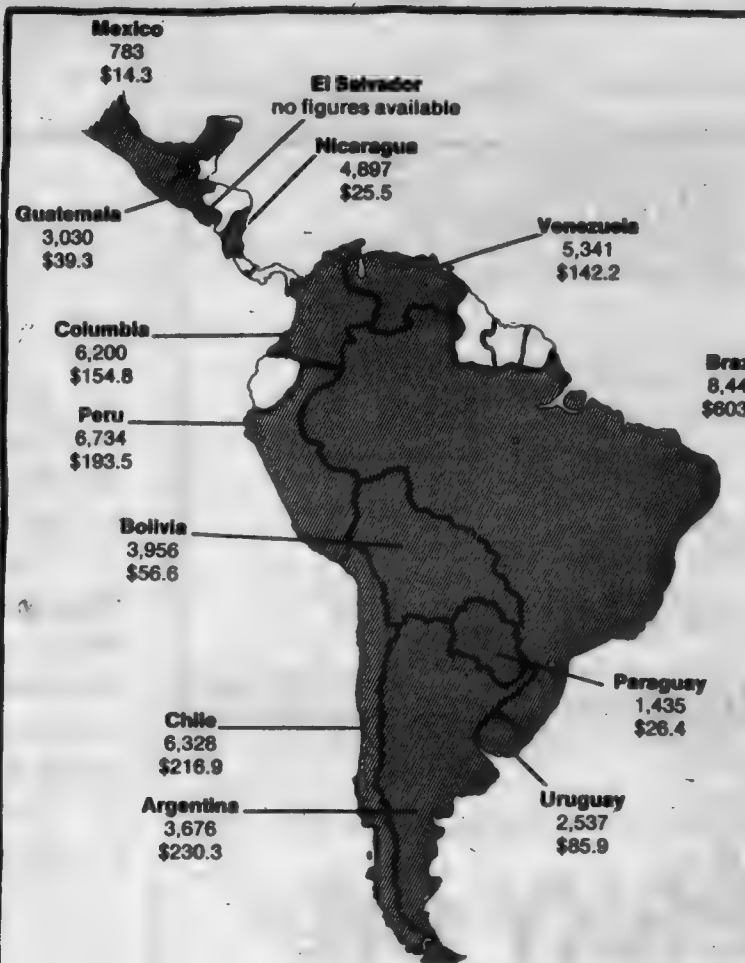 Mexico
783
$14.3
El Salvador
no figures available
Nicaragua
4,897
$25.5
Guatemala
3,030
$39.3
Venezuela
5,341
$142.2
Columbia
6,200
$154.8
Peru
6,734
$193.5
Bolivia
3,956
$56.6
Paraguay
1,435
$26.4
Chile
6,328
$216.9
Argentina
3,676
$230.3
Uruguay
2,537
$85.9